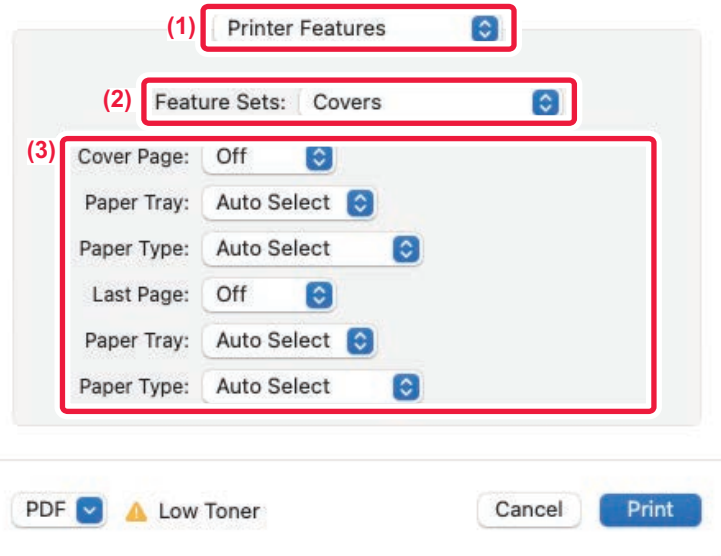 (1) Printer Features
(2) Feature Sets: Covers
(3) Cover Page: Off
Paper Tray: Auto Select
Paper Type: Auto Select
Last Page: Off
Paper Tray: Auto Select
Paper Type: Auto Select
PDF Low Toner Cancel Print